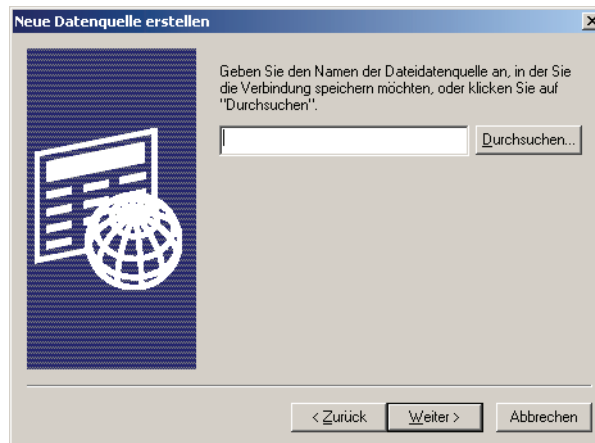 Neue Datenquelle erstellen
Geben Sie den Namen der Dateidatenquelle an, in der Sie
die Verbindung speichern möchten, oder klicken Sie auf
"Durchsuchen".
Durchsuchen...
< Zurück
Weiter >
Abbrechen